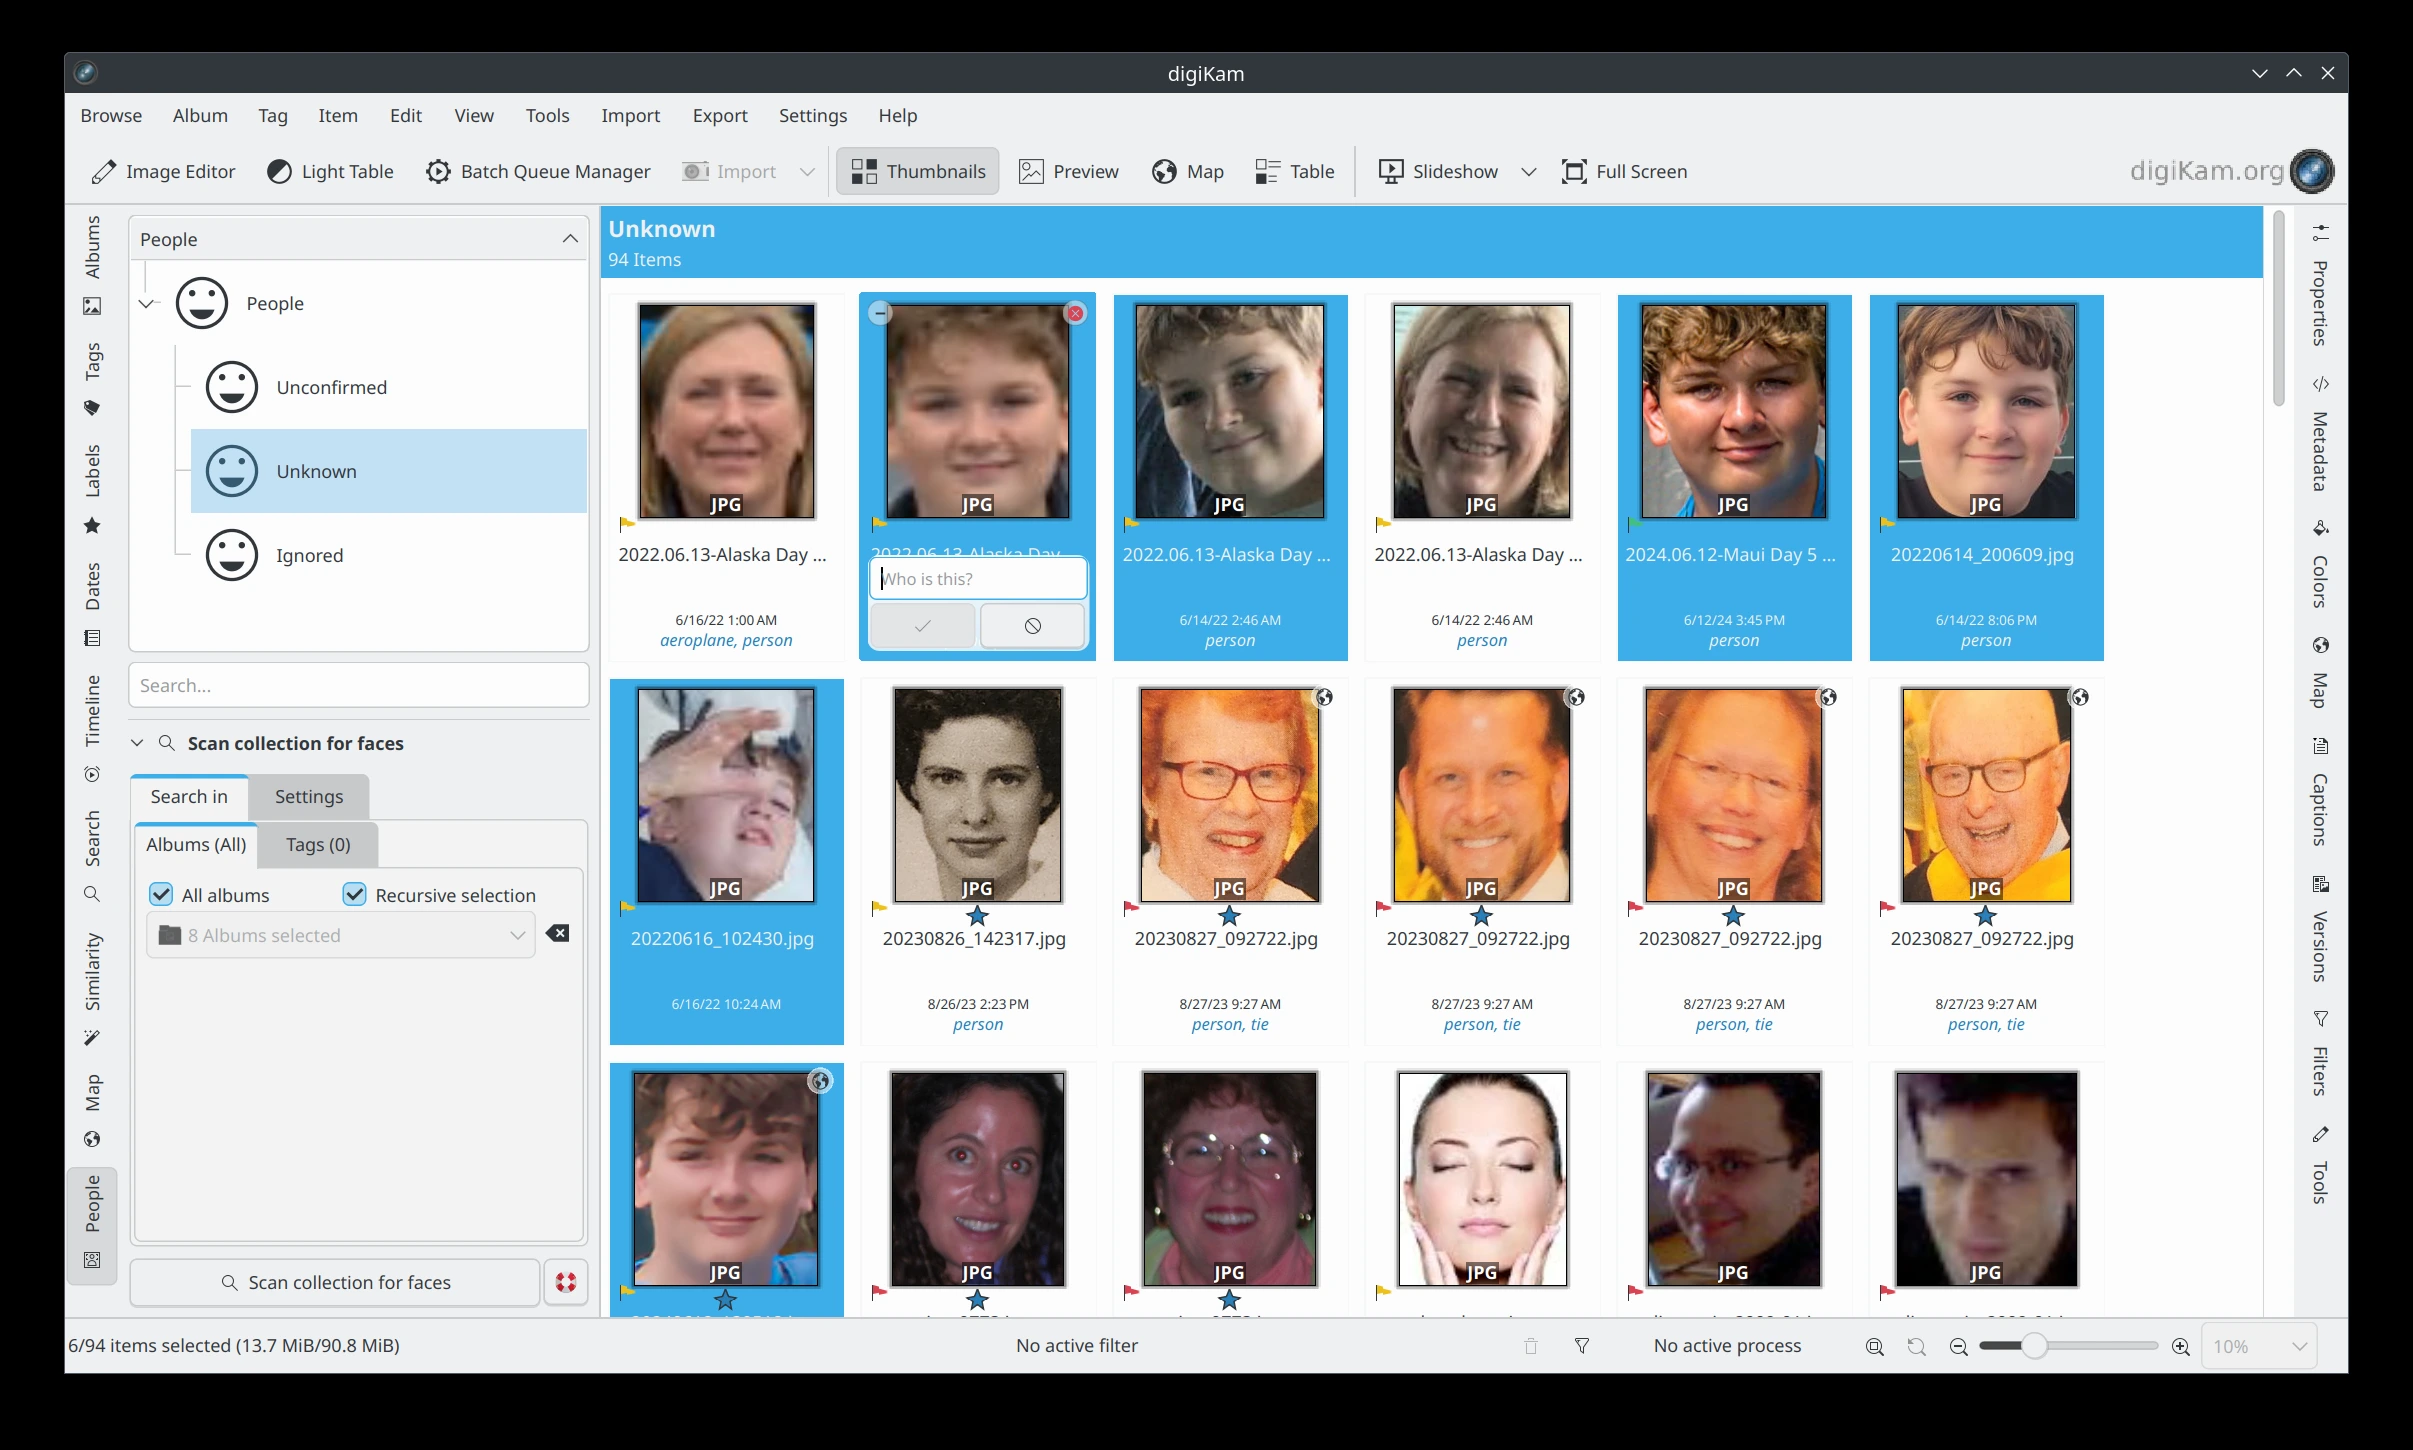 digiKam
Browse Album Tag Item Edit View Tools Import Export Settings Help
Image Editor Light Table Batch Queue Manager Import Thumbnails Preview Map Table Slideshow Full Screen digiKam.org
Albums
Tags
Labels
Dates
Timeline
Search
Similarity
Map
People
People
People
Unconfirmed
Unknown
Ignored
Search...
Scan collection for faces
Search in Settings
Albums (All) Tags (0)
All albums Recursive selection
8 Albums selected
Scan collection for faces
Unknown
94 Items
JPG JPG JPG JPG JPG JPG
2022.06.13-Alaska Day ... 2022.06.13-Alaska Day 2022.06.13-Alaska Day ... 2022.06.13-Alaska Day ... 2024.06.12-Maui Day 5 ... 20220614_200609.jpg
Who is this?
6/16/22 1:00 AM 6/14/22 2:46 AM 6/14/22 2:46 AM 6/12/24 3:45 PM 6/14/22 8:06 PM
aeroplane, person person person person person
JPG JPG JPG JPG JPG JPG
20220616_102430.jpg 20230826_142317.jpg 20230827_092722.jpg 20230827_092722.jpg 20230827_092722.jpg 20230827_092722.jpg
6/16/22 10:24 AM 8/26/23 2:23 PM 8/27/23 9:27 AM 8/27/23 9:27 AM 8/27/23 9:27 AM 8/27/23 9:27 AM
person person, tie person, tie person, tie person, tie
JPG JPG JPG JPG JPG JPG
Properties
Metadata
Colors
Map
Captions
Versions
Filters
Tools
6/94 items selected (13.7 MiB/90.8 MiB) No active filter No active process 10%